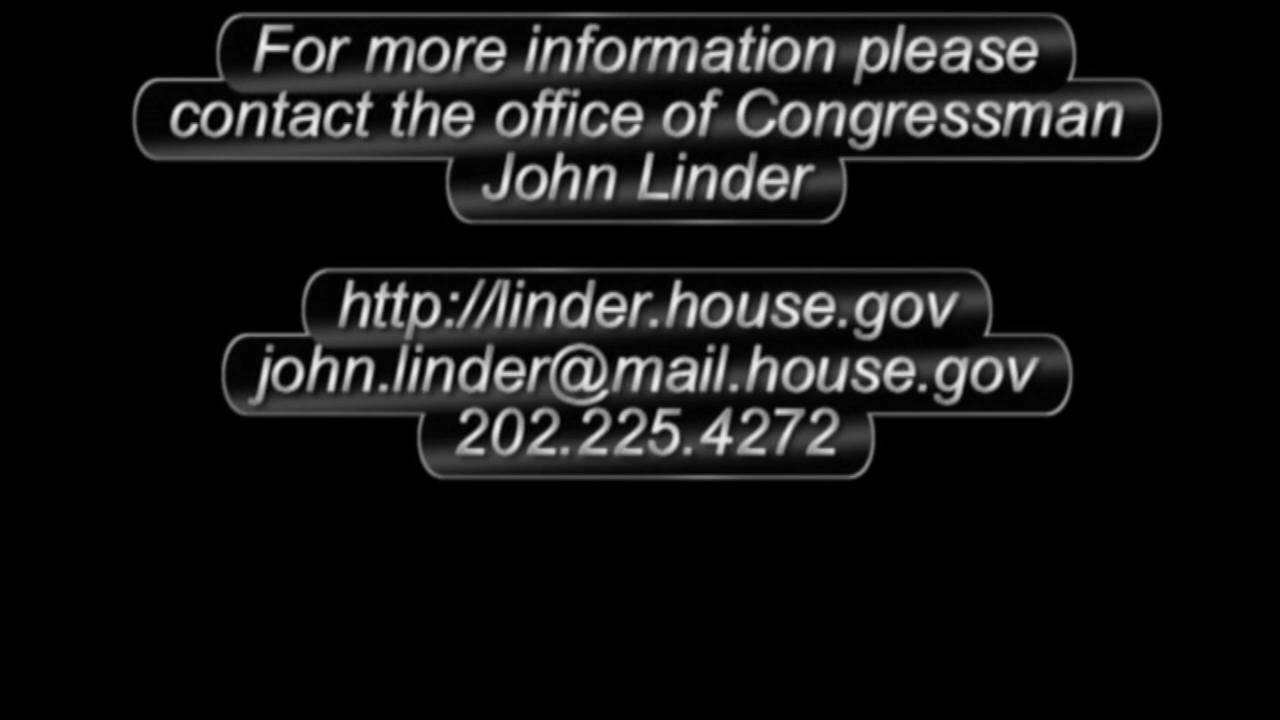 For more information please
contact the office of Congressman
John Linder
http://linder.house.gov
john.linder@mail.house.gov
202.225.4272